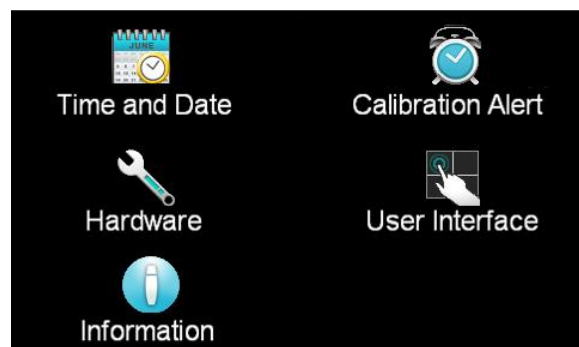 JUNE
Time and Date
Calibration Alert
Hardware
User Interface
Information